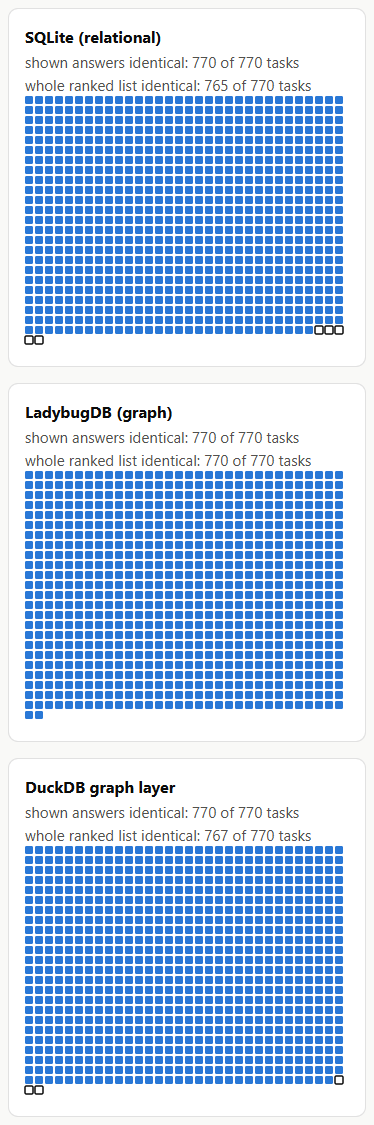 SQLite (relational)
shown answers identical: 770 of 770 tasks
whole ranked list identical: 765 of 770 tasks
LadybugDB (graph)
shown answers identical: 770 of 770 tasks
whole ranked list identical: 770 of 770 tasks
DuckDB graph layer
shown answers identical: 770 of 770 tasks
whole ranked list identical: 767 of 770 tasks